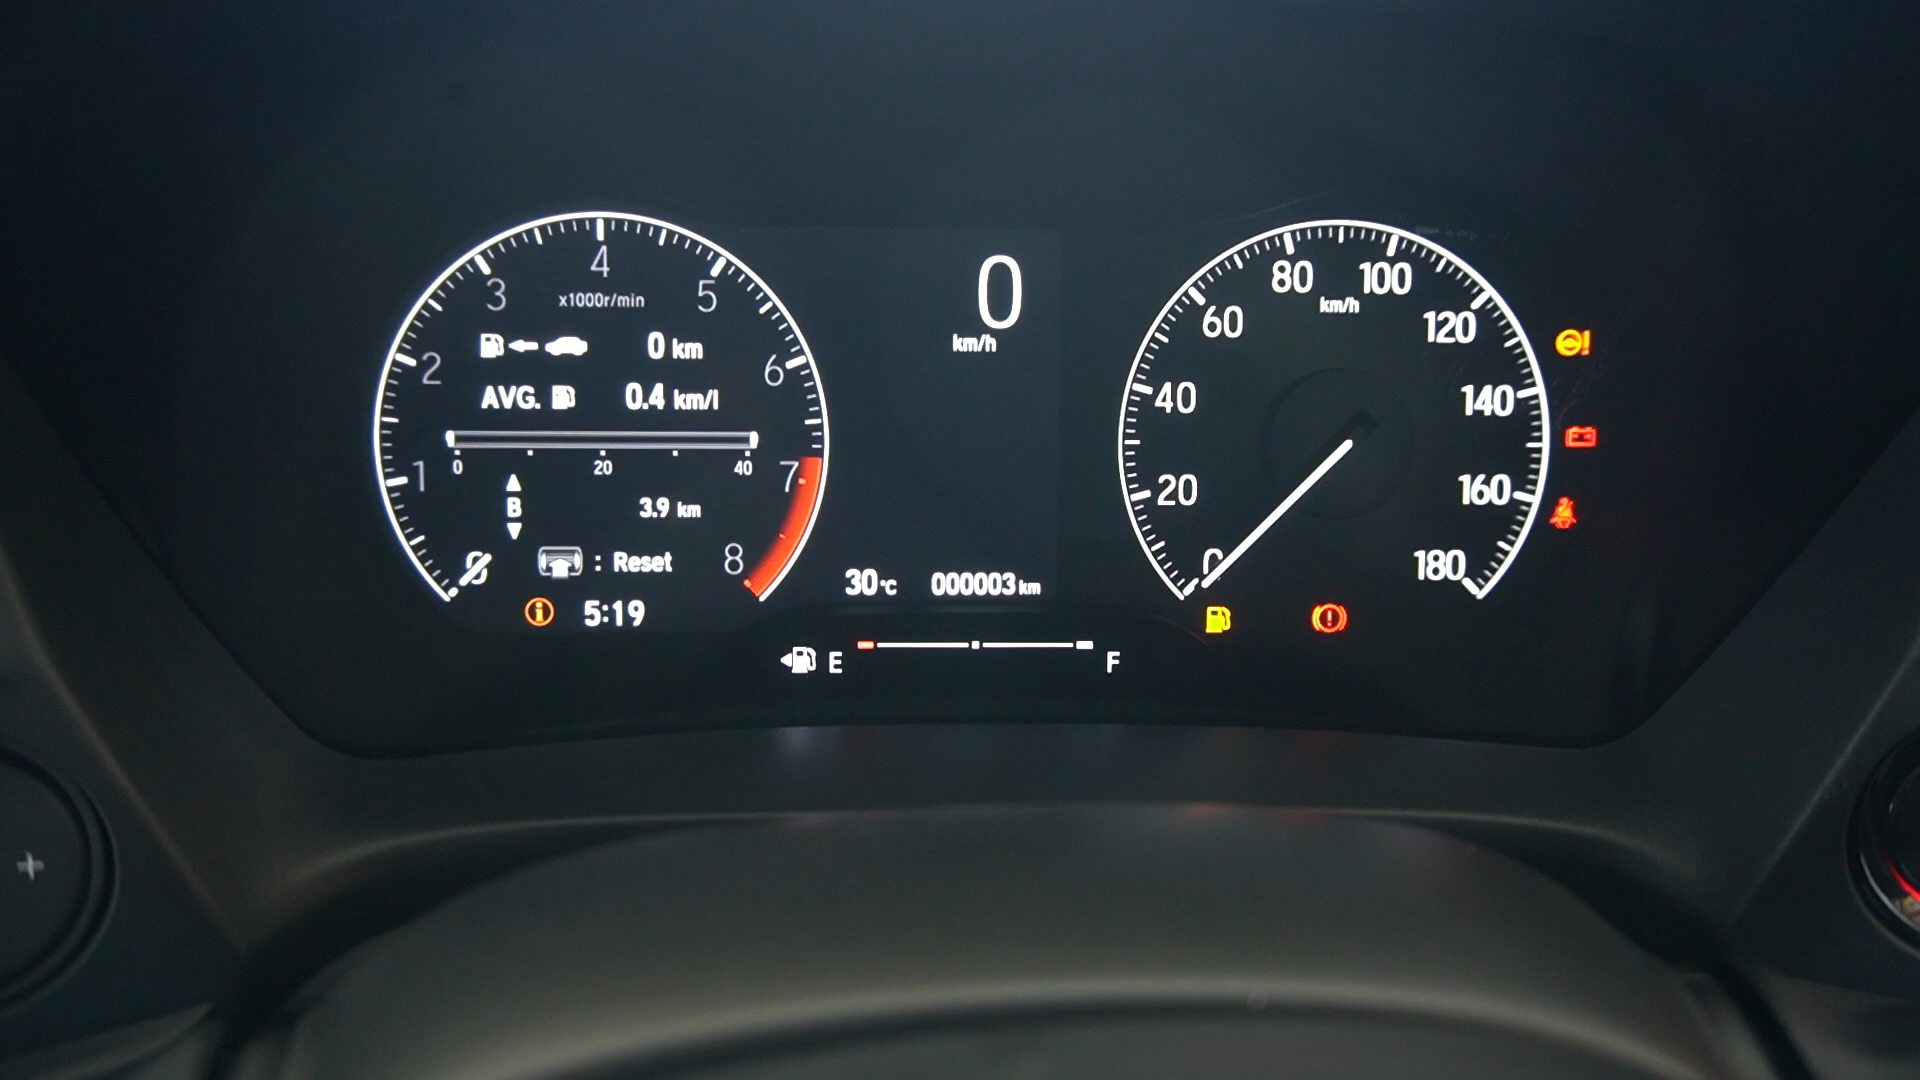 4
3 5
x1000r/min
2 6
0 km
AVG. 0.4 km/l
0 20 40
1 7
B 3.9 km
: Reset
0 8
5:19
0
km/h
30°C 000003 km
E F
80 100
km/h
60 120
40 140
20 160
0 180
+